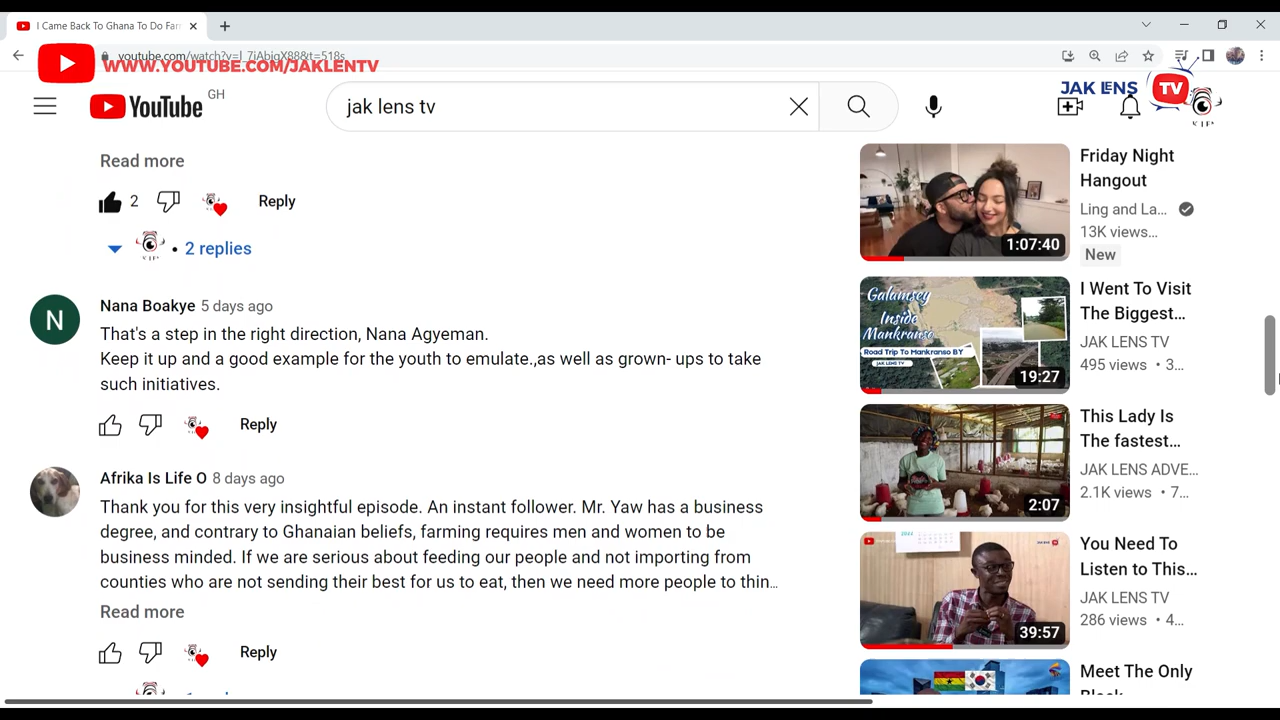 I Came Back To Ghana To Do Far
youtube.com/watch?v=
WWW.YOUTUBE.COM/JAKLENTV
JAK LENS TV
YouTube GH
jak lens tv
Read more
2 Reply
• 2 replies
Nana Boakye 5 days ago
That's a step in the right direction, Nana Agyeman.
Keep it up and a good example for the youth to emulate.,as well as grown- ups to take
such initiatives.
Reply
Afrika Is Life O 8 days ago
Thank you for this very insightful episode. An instant follower. Mr. Yaw has a business
degree, and contrary to Ghanaian beliefs, farming requires men and women to be
business minded. If we are serious about feeding our people and not importing from
counties who are not sending their best for us to eat, then we need more people to thin...
Read more
Reply
Friday Night
Hangout
Ling and La...
13K views...
New
1:07:40
I Went To Visit
The Biggest...
JAK LENS TV
495 views • 3...
Galamsey
Inside
Mankranso
Road Trip To Mankranso BY
JAK LENS TV
19:27
This Lady Is
The fastest...
JAK LENS ADVE...
2.1K views • 7...
2:07
You Need To
Listen to This...
JAK LENS TV
286 views • 4...
39:57
Meet The Only